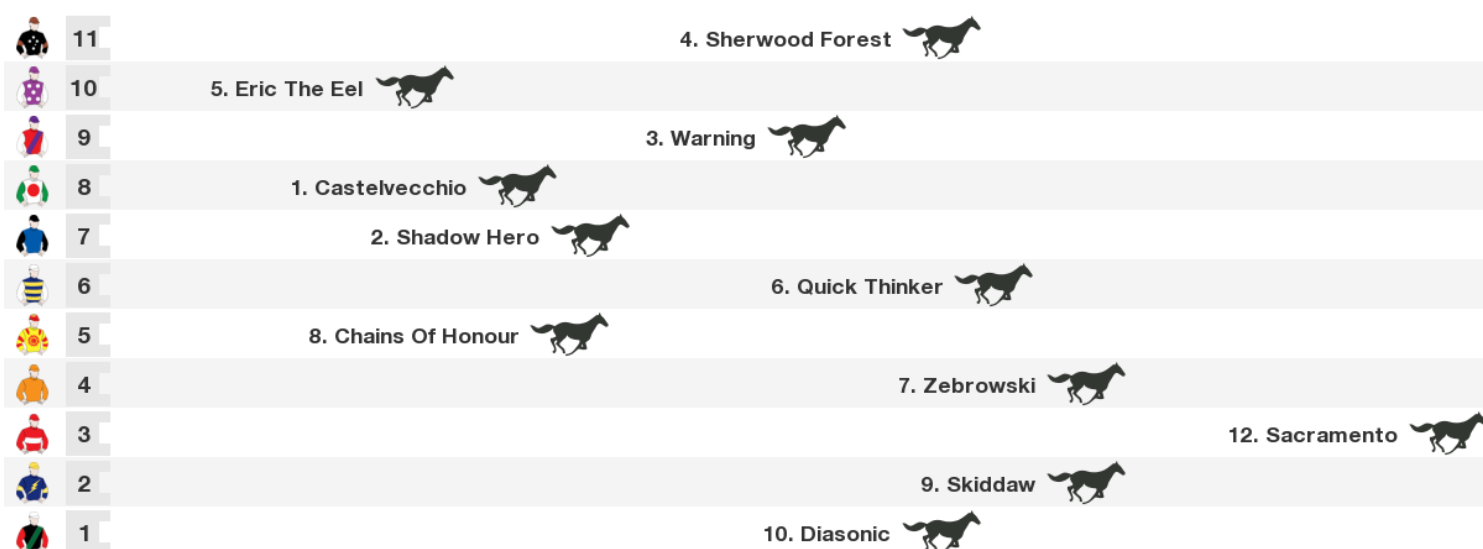 11 4. Sherwood Forest
10 5. Eric The Eel
9 3. Warning
8 1. Castelvecchio
7 2. Shadow Hero
6 6. Quick Thinker
5 8. Chains Of Honour
4 7. Zebrowski
3 12. Sacramento
2 9. Skiddaw
1 10. Diasonic